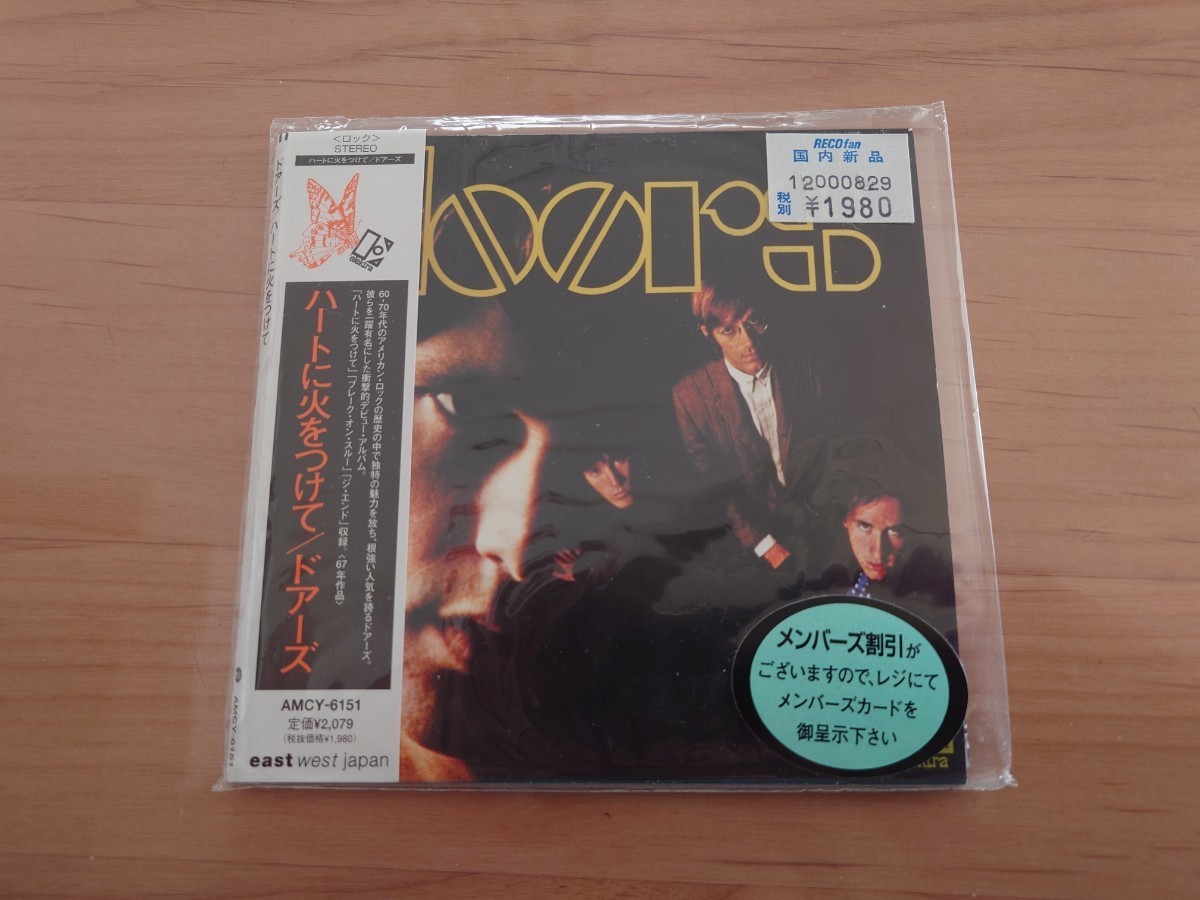 <ロック>
STEREO
ハートに火をつけて/ドアーズ
elektra
60・70年代のアメリカン・ロックの歴史の中で独特の魅力を放ち、根強い人気を誇るドアーズ。
彼らを一躍有名にした衝撃的デビュー・アルバム。
「ハートに火をつけて」「ブレーク・オン・スルー」「ジ・エンド」収録。〈67年作品〉
ハートに火をつけて/ドアーズ
AMCY-6151
定価¥2,079
(税抜価格¥1,980)
east west japan
ドアーズ/ハートに火をつけて
AMCY-6151
doors
RECOfan
国内新品
12000829
税別 ¥1980
メンバーズ割引が
ございますので、レジにて
メンバーズカードを
御呈示下さい